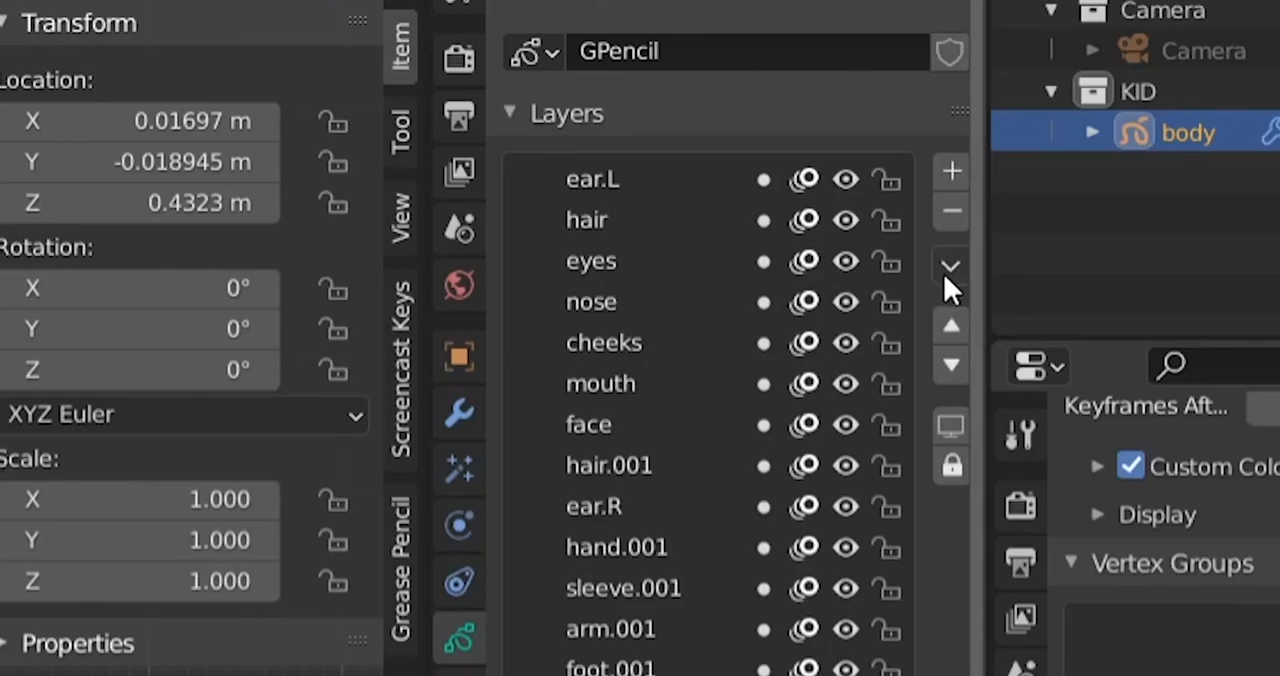 Transform
Location:
X 0.01697 m
Y -0.018945 m
Z 0.4323 m
Rotation:
X 0°
Y 0°
Z 0°
XYZ Euler
Scale:
X 1.000
Y 1.000
Z 1.000
Properties
Item
Tool
View
Screencast Keys
Grease Pencil
GPencil
Layers
ear.L
hair
eyes
nose
cheeks
mouth
face
hair.001
ear.R
hand.001
sleeve.001
arm.001
foot.001
Camera
Camera
KID
body
Keyframes Aft...
Custom Colo
Display
Vertex Groups